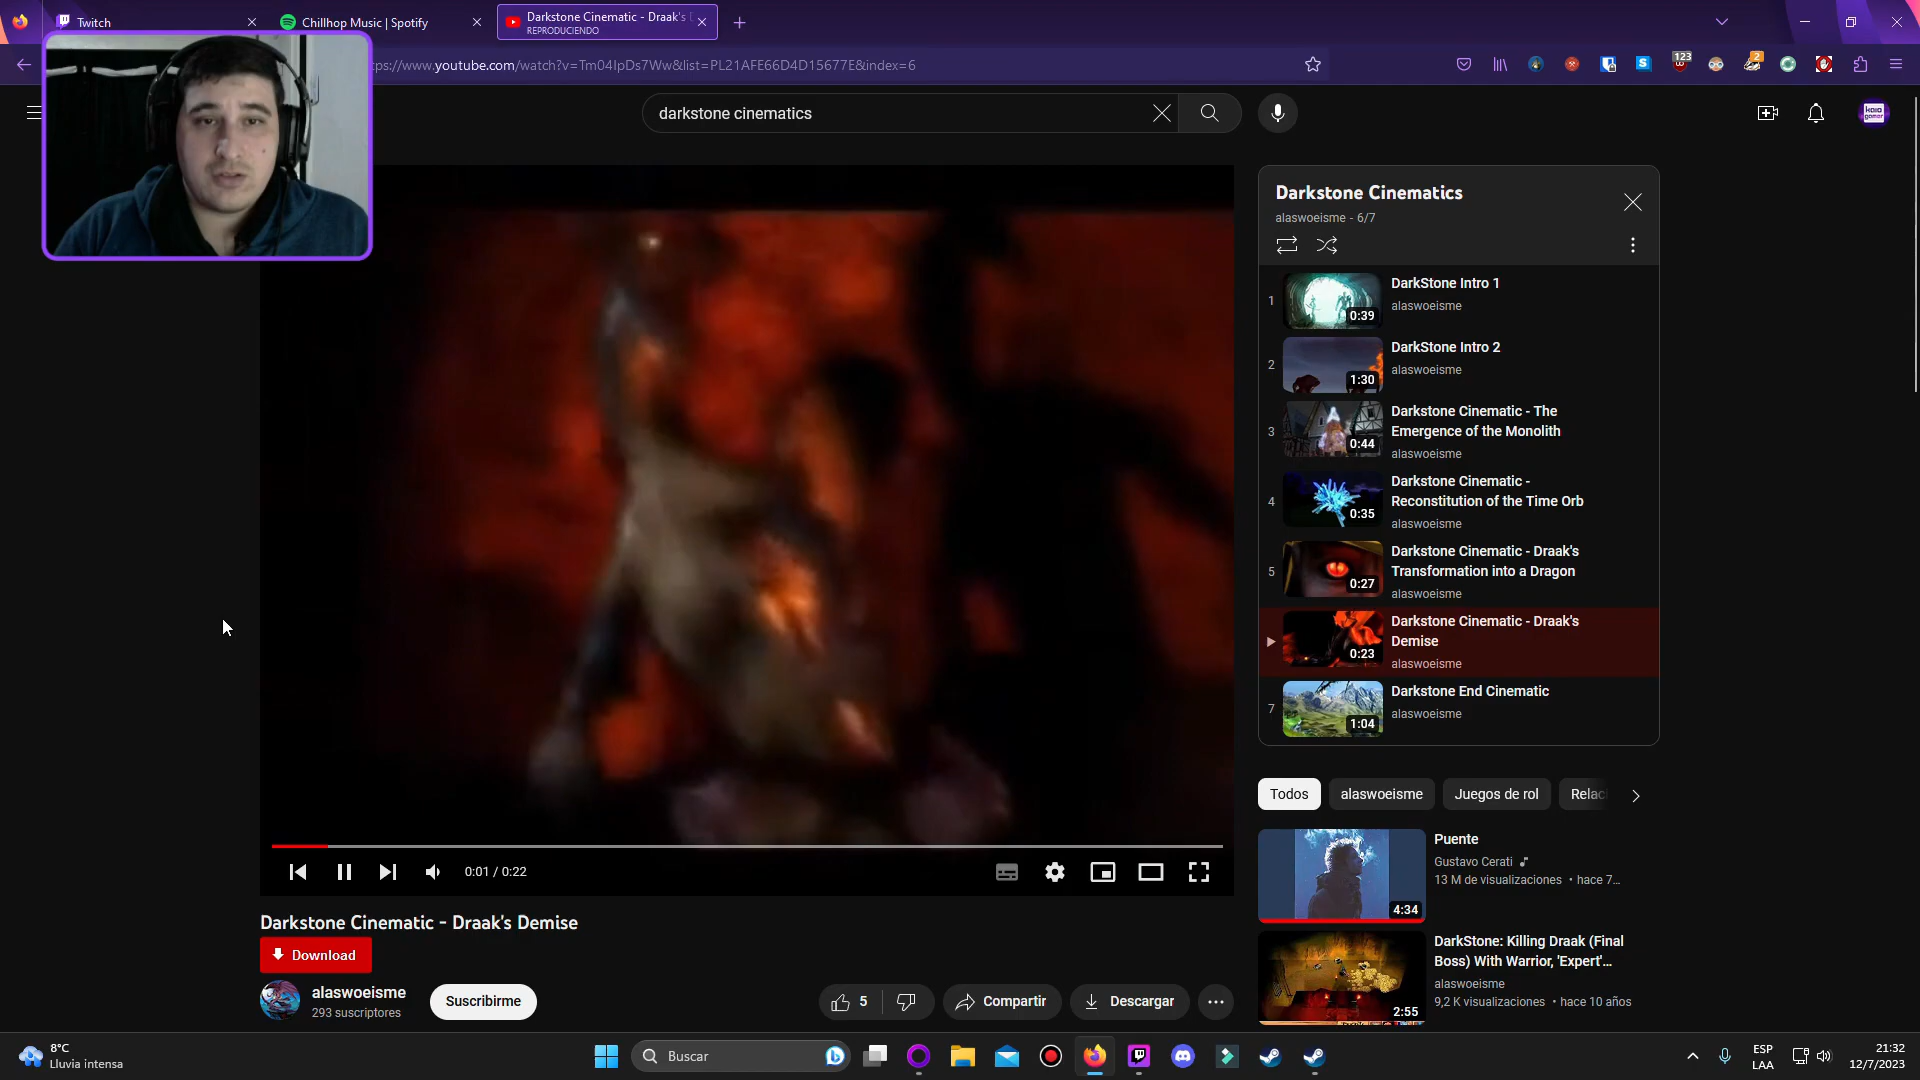 Twitch
Chillhop Music | Spotify
Darkstone Cinematic - Draak's
REPRODUCIENDO
ps://www.youtube.com/watch?v=Tm04IpDs7Ww&list=PL21AFE66D4D15677E&index=6
123
2
darkstone cinematics
Darkstone Cinematics
alaswoeisme - 6/7
1
0:39
DarkStone Intro 1
alaswoeisme
2
1:30
DarkStone Intro 2
alaswoeisme
3
0:44
Darkstone Cinematic - The
Emergence of the Monolith
alaswoeisme
4
0:35
Darkstone Cinematic -
Reconstitution of the Time Orb
alaswoeisme
5
0:27
Darkstone Cinematic - Draak's
Transformation into a Dragon
alaswoeisme
0:23
Darkstone Cinematic - Draak's
Demise
alaswoeisme
7
1:04
Darkstone End Cinematic
alaswoeisme
0:01 / 0:22
Darkstone Cinematic - Draak's Demise
Download
alaswoeisme
293 suscriptores
Suscribirme
5
Compartir
Descargar
Todos
alaswoeisme
Juegos de rol
Relaci
4:34
Puente
Gustavo Cerati
13 M de visualizaciones • hace 7...
2:55
DarkStone: Killing Draak (Final
Boss) With Warrior, 'Expert'...
alaswoeisme
9,2 K visualizaciones • hace 10 años
8°C
Lluvia intensa
Buscar
ESP
LAA
21:32
12/7/2023